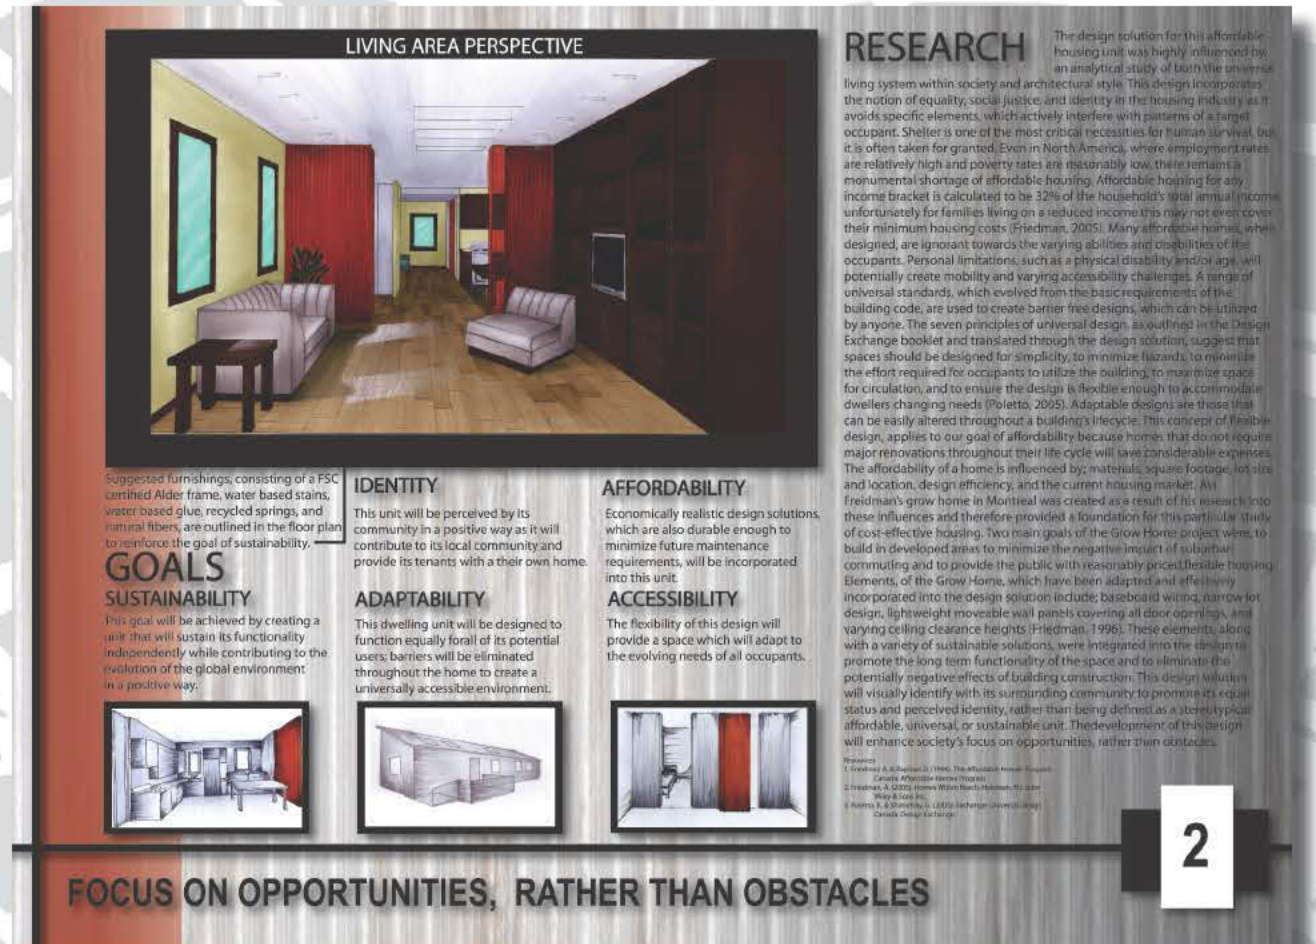 LIVING AREA PERSPECTIVE
Suggested furnishings, consisting of a FSC
certified Alder frame, water based stains,
water based glue, recycled springs, and
natural fibers, are outlined in the floor plan
to reinforce the goal of sustainability.
GOALS
SUSTAINABILITY
This goal will be achieved by creating a
unit that will sustain its functionality
independently while contributing to the
evolution of the global environment
in a positive way.
IDENTITY
This unit will be perceived by its
community in a positive way as it will
contribute to its local community and
provide its tenants with a their own home.
ADAPTABILITY
This dwelling unit will be designed to
function equally forall of its potential
users; barriers will be eliminated
throughout the home to create a
universally accessible environment.
AFFORDABILITY
Economically realistic design solutions,
which are also durable enough to
minimize future maintenance
requirements, will be incorporated
into this unit.
ACCESSIBILITY
The flexibility of this design will
provide a space which will adapt to
the evolving needs of all occupants.
RESEARCH
The design solution for this affordable
housing unit was highly influenced by
an analytical study of both the universal
living system within society and architectural style. This design incorporates
the notion of equality, social justice, and identity in the housing industry as it
avoids specific elements, which actively interfere with patterns of a target
occupant. Shelter is one of the most critical necessities for human survival, but
it is often taken for granted. Even in North America, where employment rates
are relatively high and poverty rates are reasonably low, there remains a
monumental shortage of affordable housing. Affordable housing for any
income bracket is calculated to be 32% of the household's total annual income
unfortunately for families living on a reduced income this may not even cover
their minimum housing costs (Friedman, 2005). Many affordable homes, when
designed, are ignorant towards the varying abilities and disabilities of the
occupants. Personal limitations, such as a physical disability and/or age, will
potentially create mobility and varying accessibility challenges. A range of
universal standards, which evolved from the basic requirements of the
building code, are used to create barrier free designs, which can be utilized
by anyone. The seven principles of universal design, as outlined in the Design
Exchange booklet and translated through the design solution, suggest that
spaces should be designed for simplicity, to minimize hazards, to minimize
the effort required for occupants to utilize the building, to maximize space
for circulation, and to ensure the design is flexible enough to accommodate
dwellers changing needs (Poletto, 2005). Adaptable designs are those that
can be easily altered throughout a building's lifecycle. This concept of flexible
design, applies to our goal of affordability because homes that do not require
major renovations throughout their life cycle will save considerable expenses.
The affordability of a home is influenced by; materials, square footage, lot size
and location, design efficiency, and the current housing market. Avi
Freidman's grow home in Montreal was created as a result of his research into
these influences and therefore provided a foundation for this particular study
of cost-effective housing. Two main goals of the Grow Home project were, to
build in developed areas to minimize the negative impact of suburban
commuting and to provide the public with reasonably priced,flexible housing
Elements, of the Grow Home, which have been adapted and effectively
incorporated into the design solution include; baseboard wiring, narrow lot
design, lightweight moveable wall panels covering all door openings, and
varying ceiling clearance heights (Friedman, 1996). These elements, along
with a variety of sustainable solutions, were integrated into the design to
promote the long term functionality of the space and to eliminate the
potentially negative effects of building construction. This design solution
will visually identify with its surrounding community to promote its equal
status and perceived identity, rather than being defined as a stereotypical
affordable, universal, or sustainable unit. Thedevelopment of this design
will enhance society's focus on opportunities, rather than obstacles.
Resources
Canada: Affordable Homes Program
2. Friedman, A. (2005). Homes Within Reach. Hoboken, NJ: John
Wiley & Sons Inc.
Canada: Design Exchange
2
FOCUS ON OPPORTUNITIES, RATHER THAN OBSTACLES